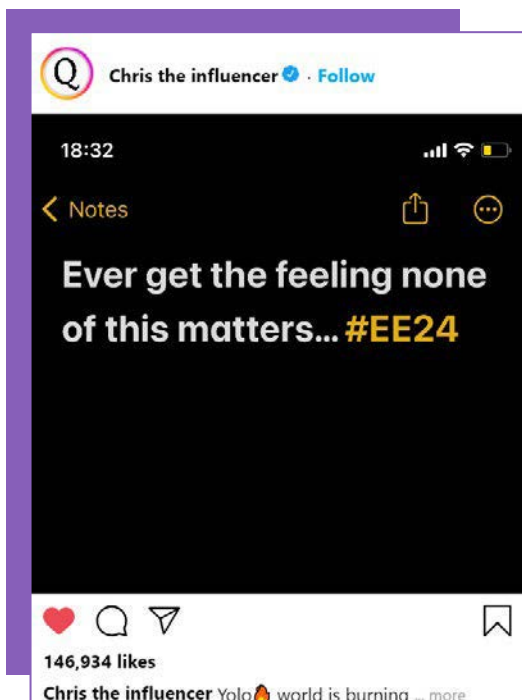 Q
Chris the influencer · Follow
18:32
Notes
Ever get the feeling none
of this matters... #EE24
146,934 likes
Chris the influencer Yolo🔥 world is burning ... more